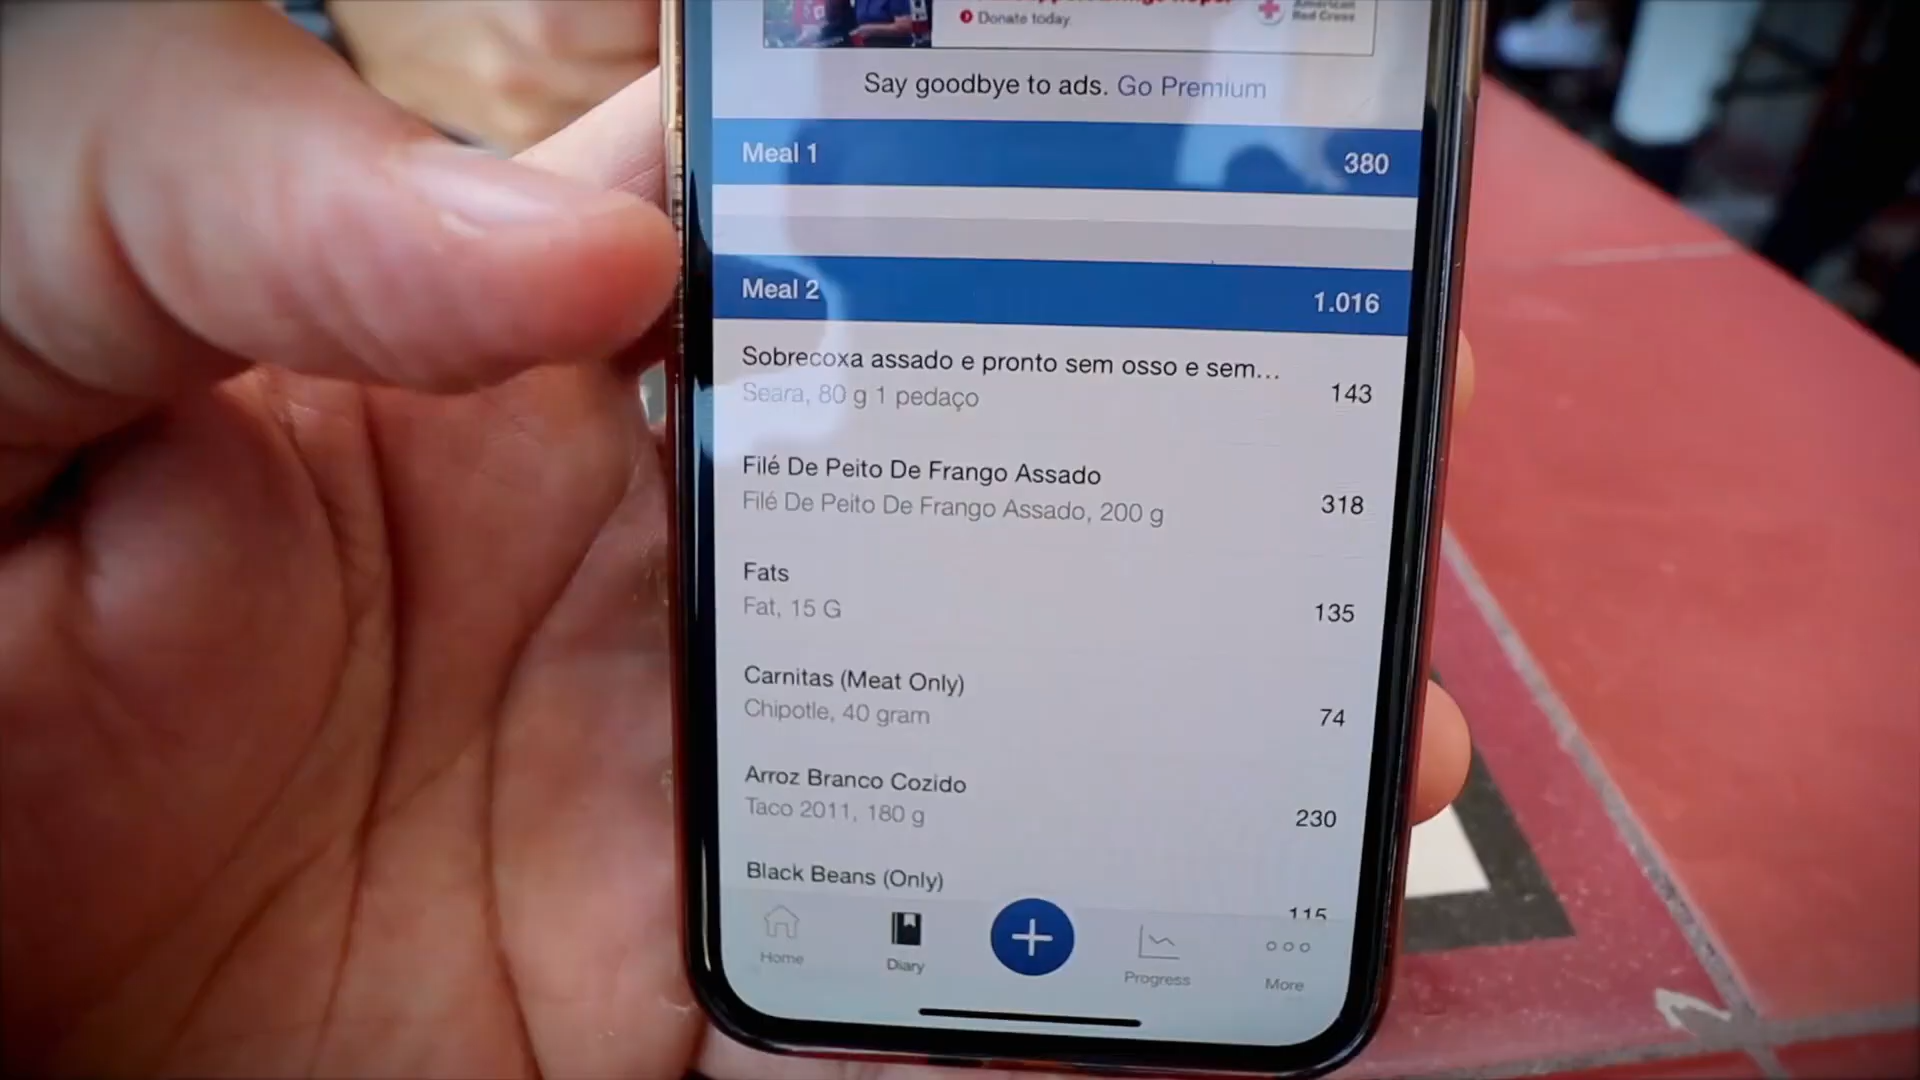 Donate today.
American
Red Cross
Say goodbye to ads. Go Premium
Meal 1
380
Meal 2
1.016
Sobrecoxa assado e pronto sem osso e sem...
Seara, 80 g 1 pedaço
143
Filé De Peito De Frango Assado
Filé De Peito De Frango Assado, 200 g
318
Fats
Fat, 15 G
135
Carnitas (Meat Only)
Chipotle, 40 gram
74
Arroz Branco Cozido
Taco 2011, 180 g
230
Black Beans (Only)
115
Home
Diary
Progress
More